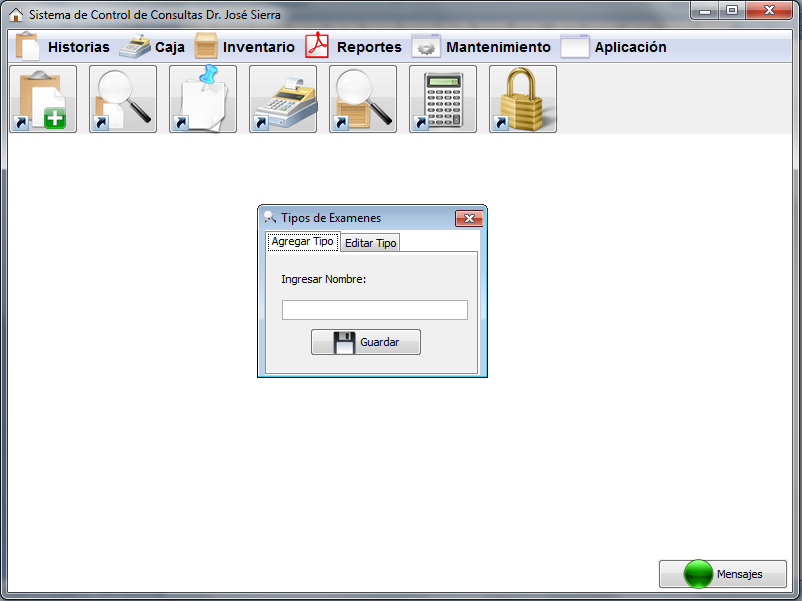 Sistema de Control de Consultas Dr. José Sierra
Historias Caja Inventario Reportes Mantenimiento Aplicación
Tipos de Examenes
Agregar Tipo Editar Tipo
Ingresar Nombre:
Guardar
Mensajes